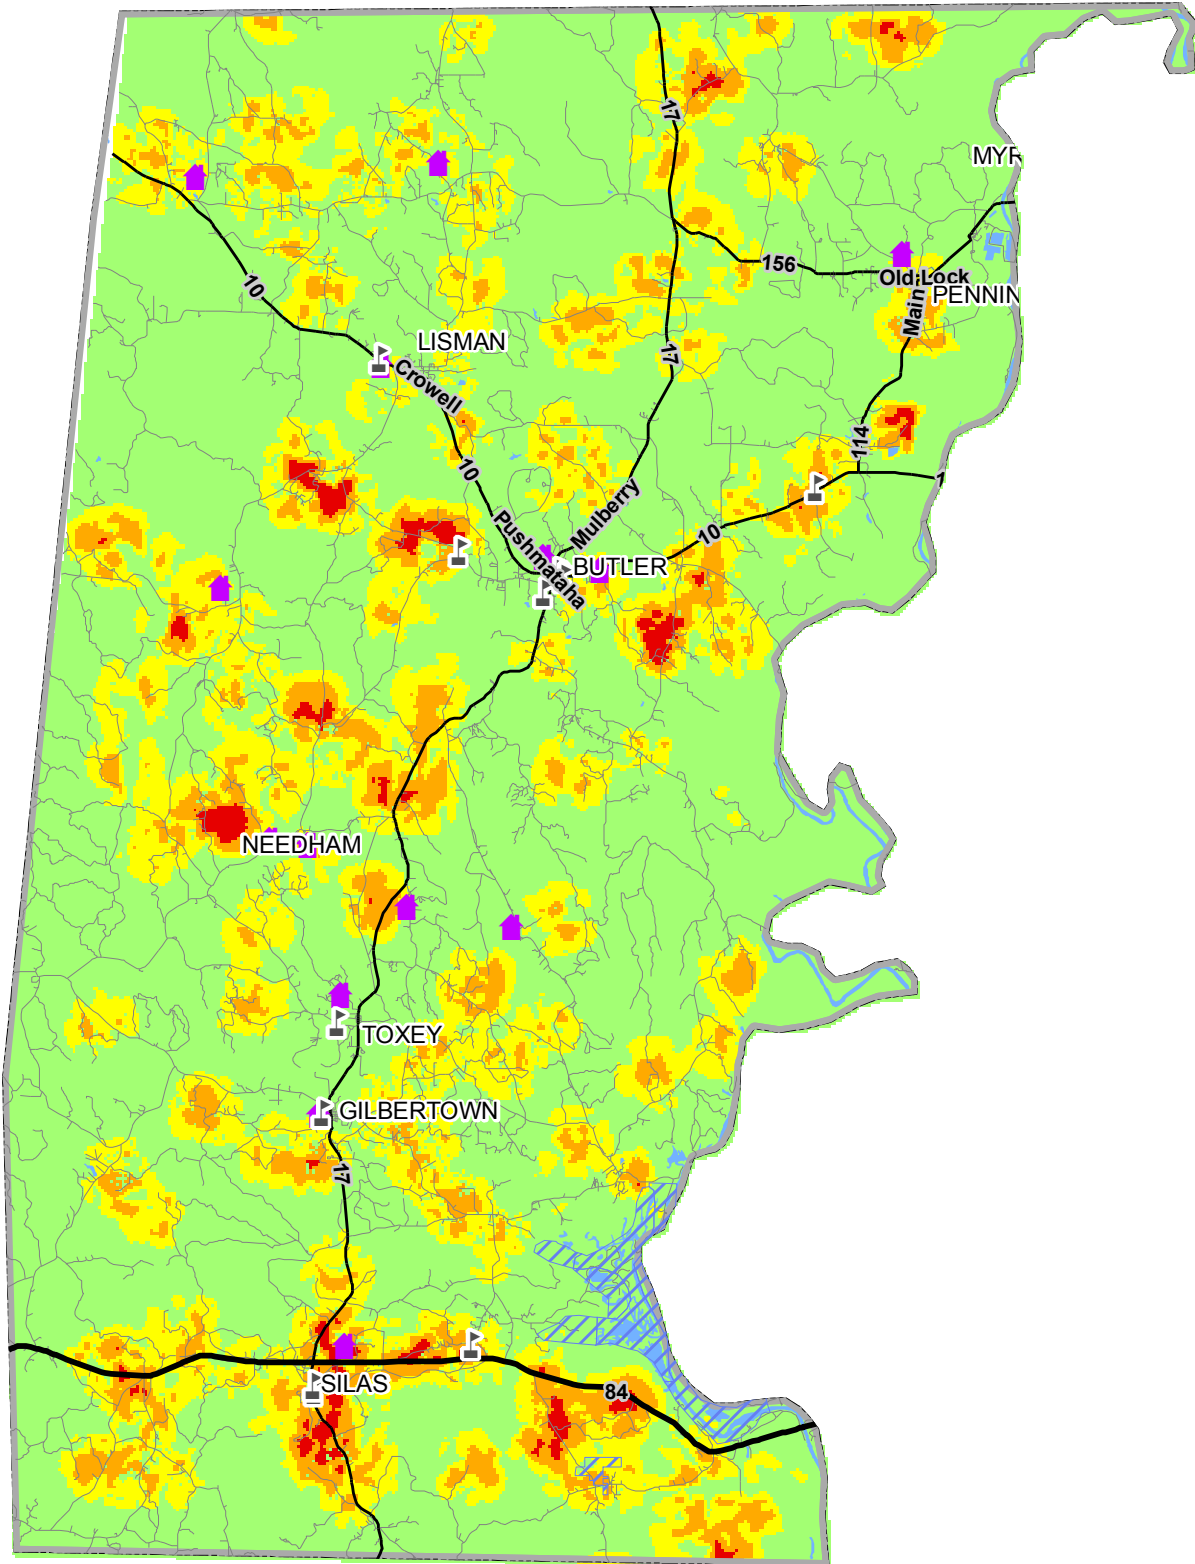 17
MYR
156
Old Lock
PENNIN
Main
10
LISMAN
17
Crowell
114
10
1
Mulberry
Pushmataha
10
BUTLER
NEEDHAM
TOXEY
GILBERTOWN
17
SILAS
84